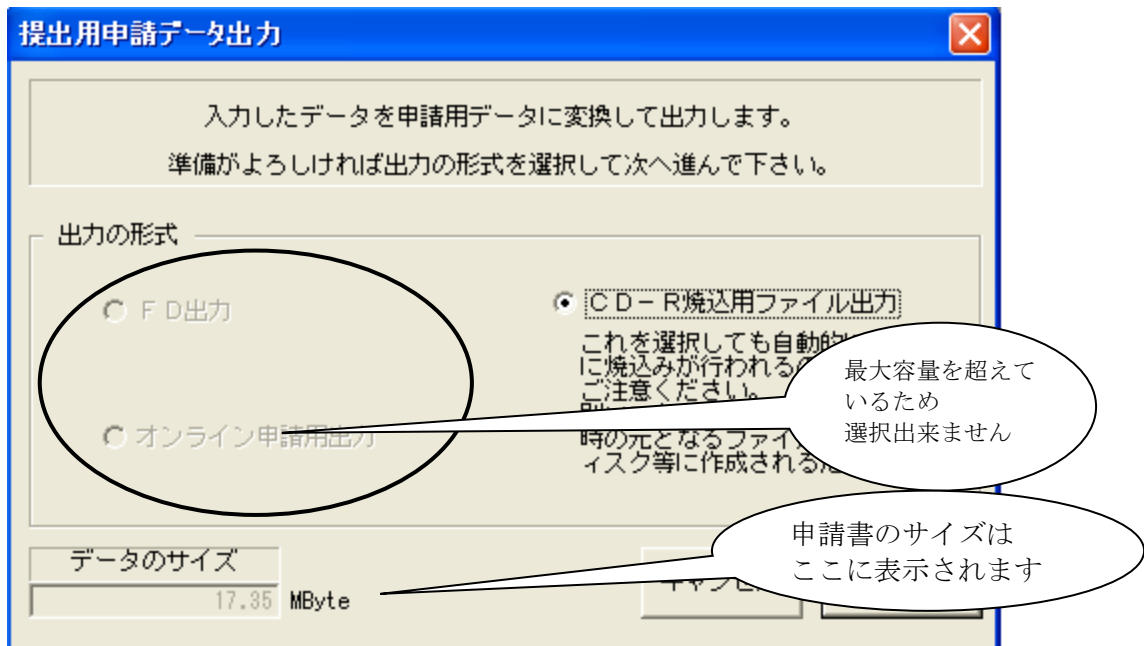 提出用申請データ出力
入力したデータを申請用データに変換して出力します。
準備がよろしければ出力の形式を選択して次へ進んで下さい。
出力の形式
ＦＤ出力
オンライン申請用出力
ＣＤ－Ｒ焼込用ファイル出力
これを選択しても自動的
に焼込みが行われる
ご注意ください。
時の元となるファイ
ィスク等に作成される
最大容量を超えて
いるため
選択出来ません
申請書のサイズは
ここに表示されます
データのサイズ
17.35 MByte